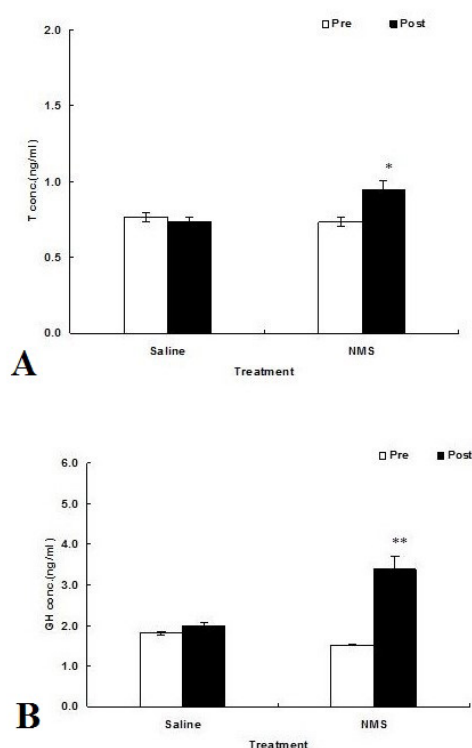 Pre Post
2.0
1.5
1.0
0.5
0.0
T conc.(ng/ml)
*
Saline NMS
Treatment
A
Pre Post
6.0
5.0
4.0
3.0
2.0
1.0
0.0
GH conc.(ng/ml)
**
Saline NMS
Treatment
B